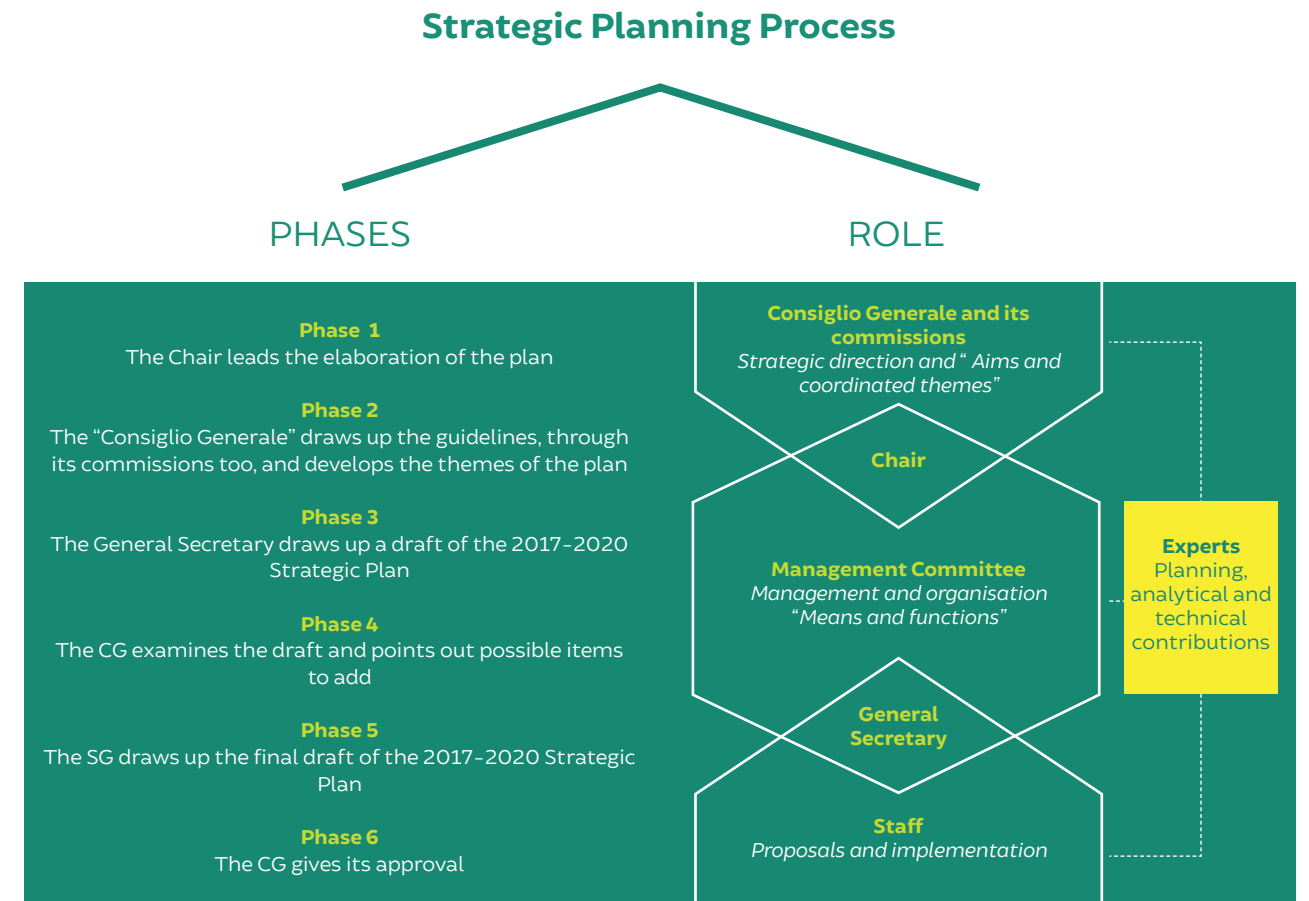 Strategic Planning Process
PHASES
Phase 1
The Chair leads the elaboration of the plan
Phase 2
The “Consiglio Generale” draws up the guidelines, through
its commissions too, and develops the themes of the plan
Phase 3
The General Secretary draws up a draft of the 2017-2020
Strategic Plan
Phase 4
The CG examines the draft and points out possible items
to add
Phase 5
The SG draws up the final draft of the 2017-2020 Strategic
Plan
Phase 6
The CG gives its approval
ROLE
Consiglio Generale and its
commissions
Strategic direction and “ Aims and
coordinated themes”
Chair
Management Committee
Management and organisation
“Means and functions”
General
Secretary
Staff
Proposals and implementation
Experts
Planning,
analytical and
technical
contributions